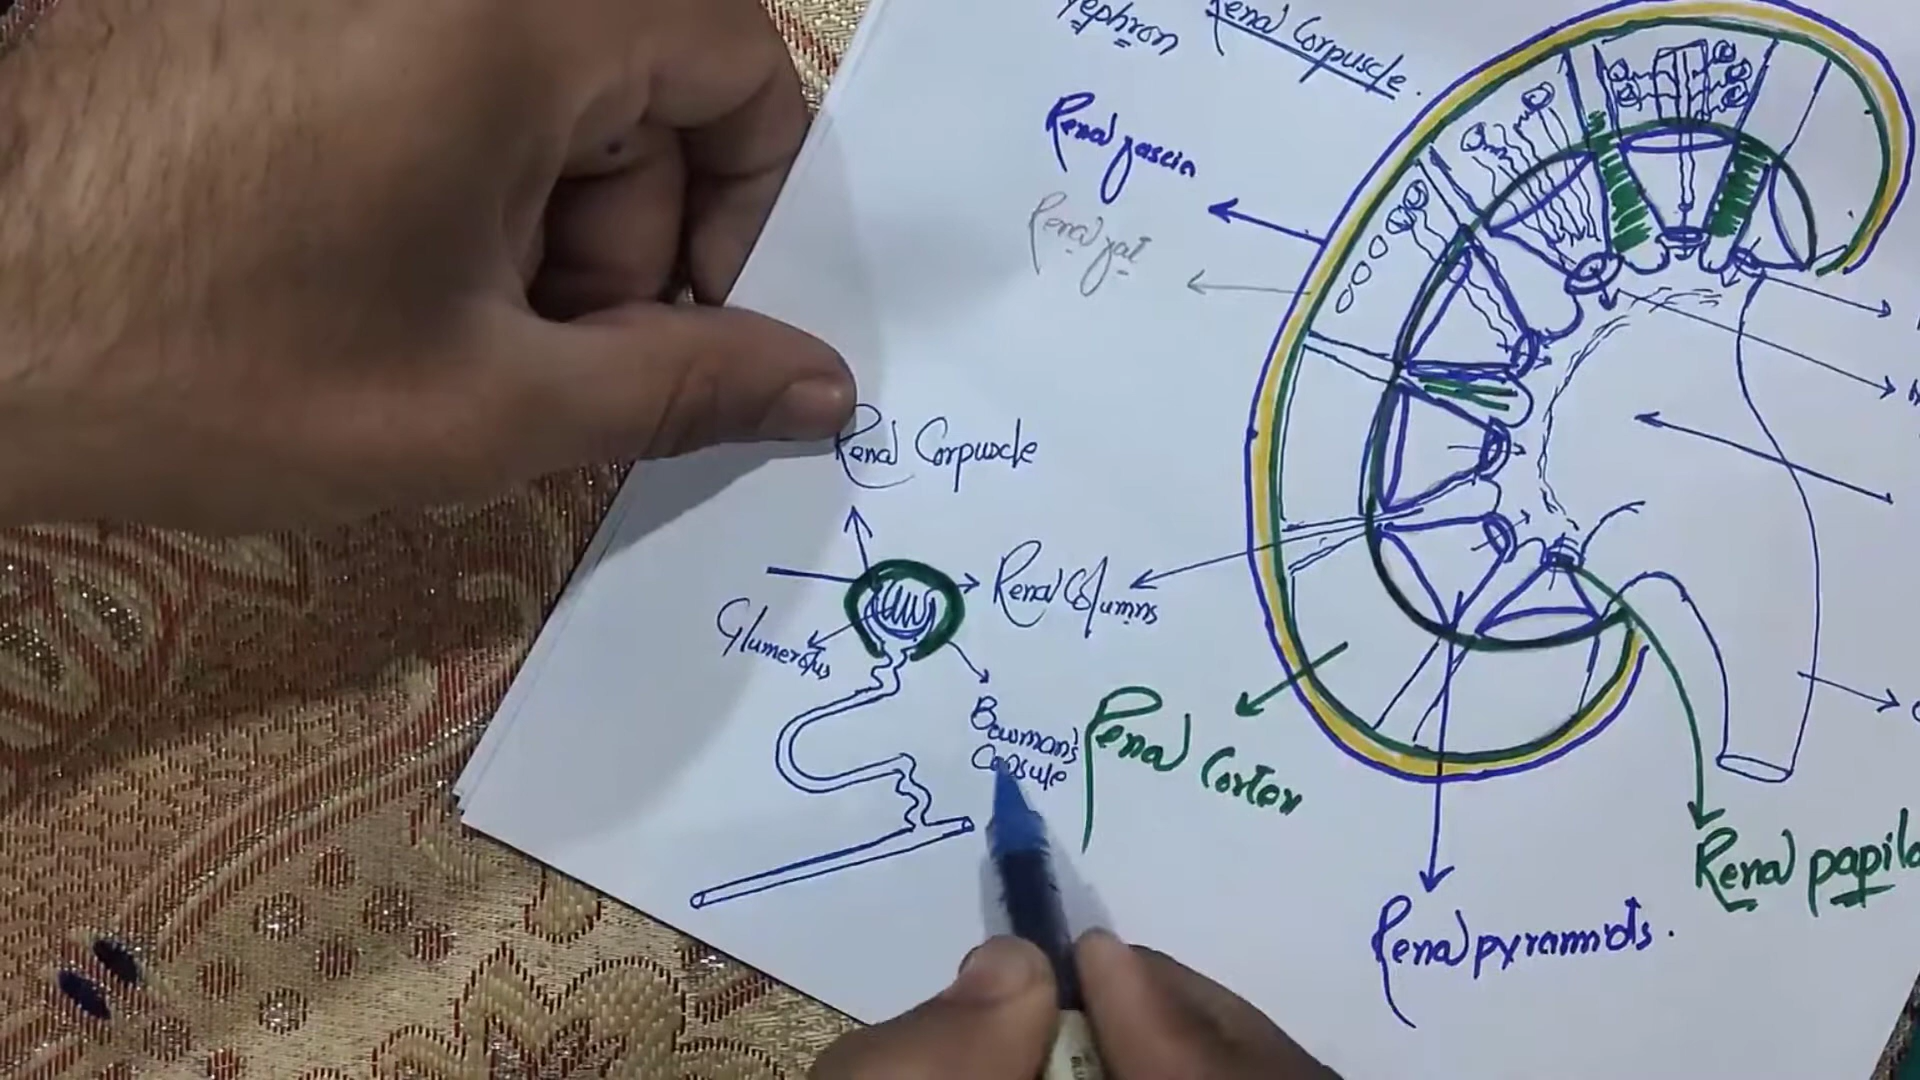 Nephron
Renal Corpuscle.
Renal fascia
Renal fat
Renal Corpuscle
Renal Columns
Glumerolus
Bowman's
Capsule
Renal Cortex
Renal papila
Renal pyramids.